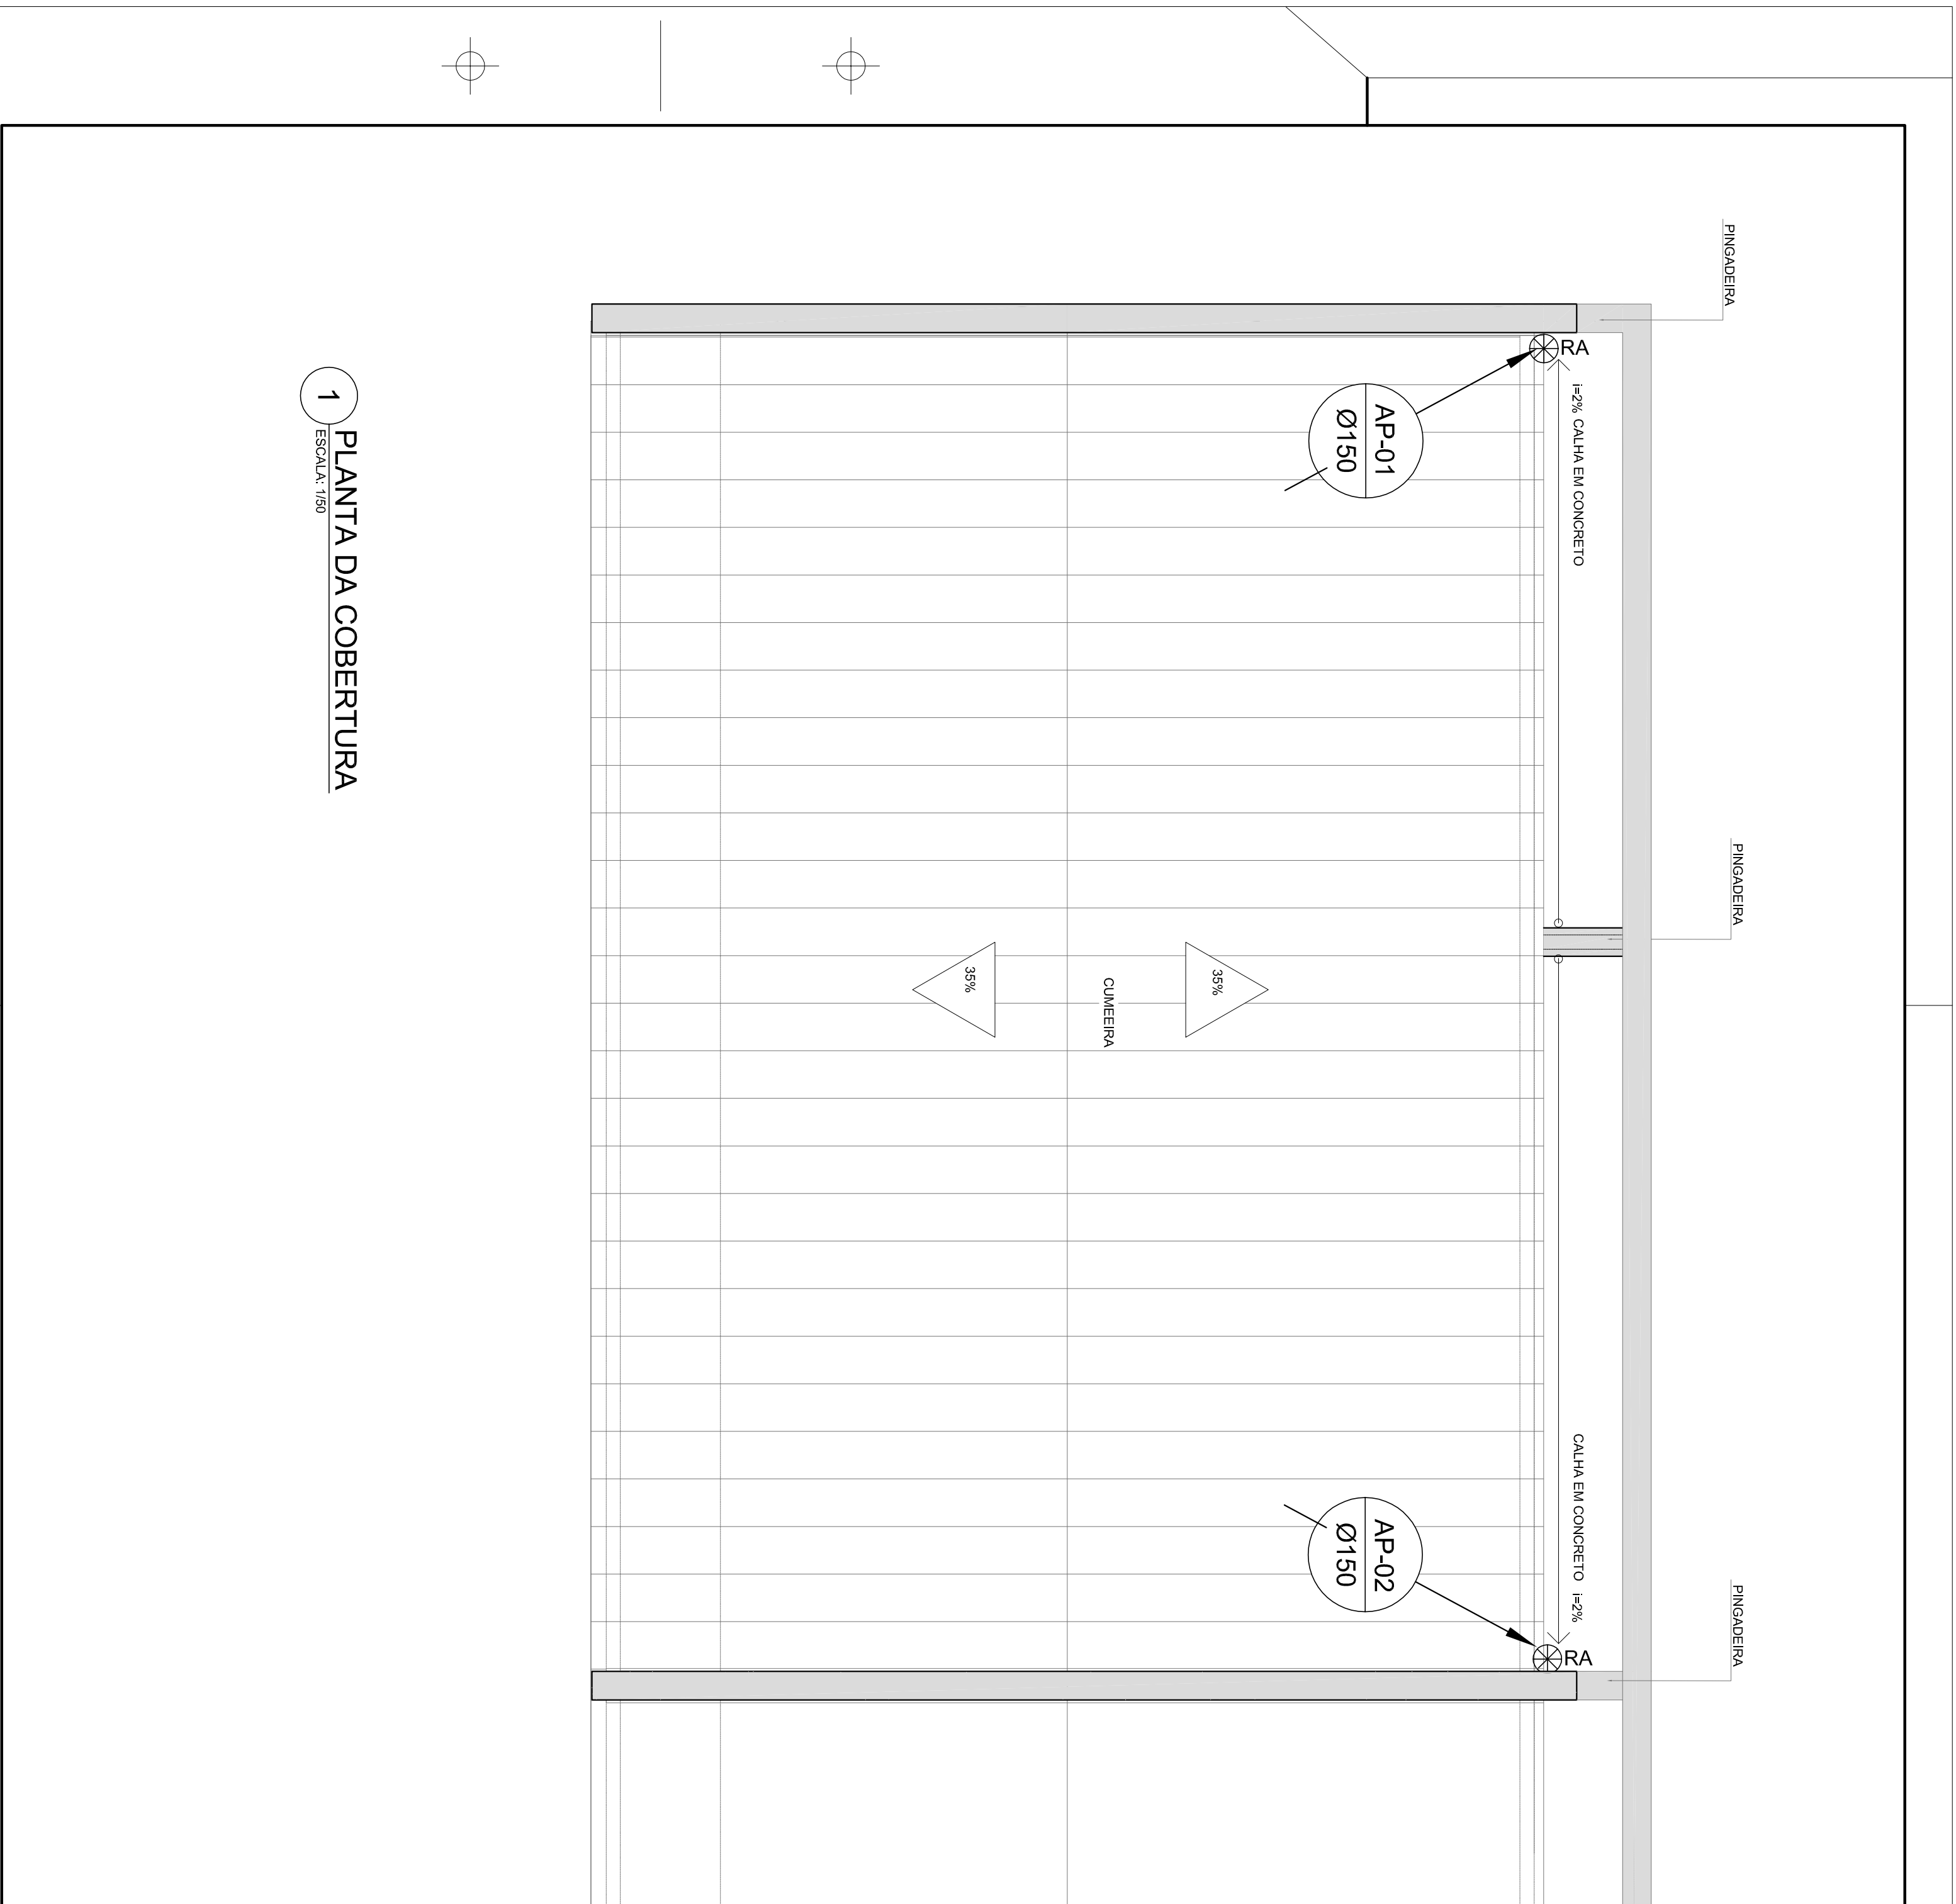 PINGADEIRA
PINGADEIRA
PINGADEIRA
RA
i=2% CALHA EM CONCRETO
CALHA EM CONCRETO i=2%
RA
AP-01
Ø150
AP-02
Ø150
35%
CUMEEIRA
35%
1
PLANTA DA COBERTURA
ESCALA: 1/50